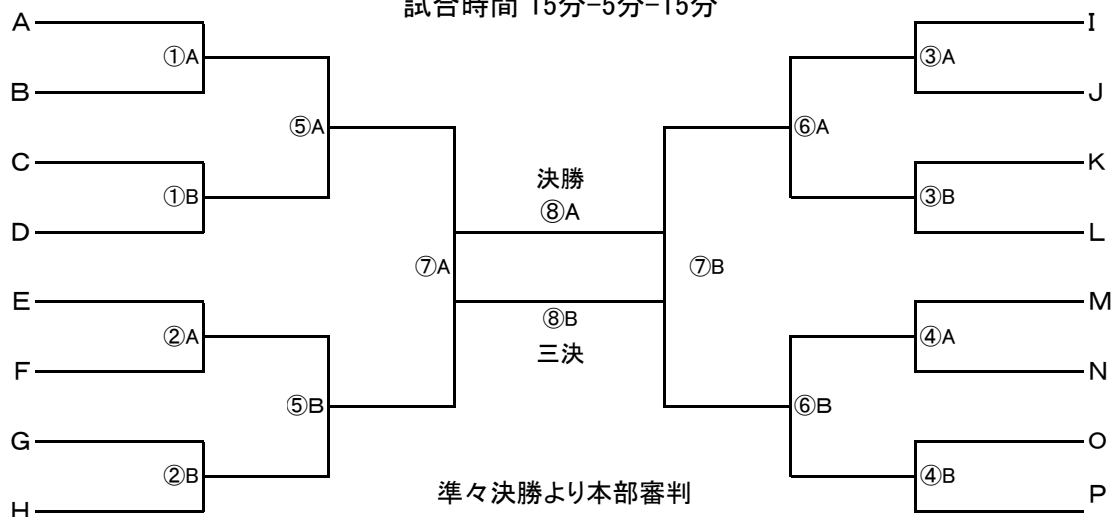 試合時間 15分-5分-15分
A
①A
B
⑤A
C
①B
D
⑦A
E
②A
F
⑤B
G
②B
H
決勝
⑧A
⑧B
三決
準々決勝より本部審判
I
③A
J
⑥A
K
③B
L
⑦B
M
④A
N
⑥B
O
④B
P